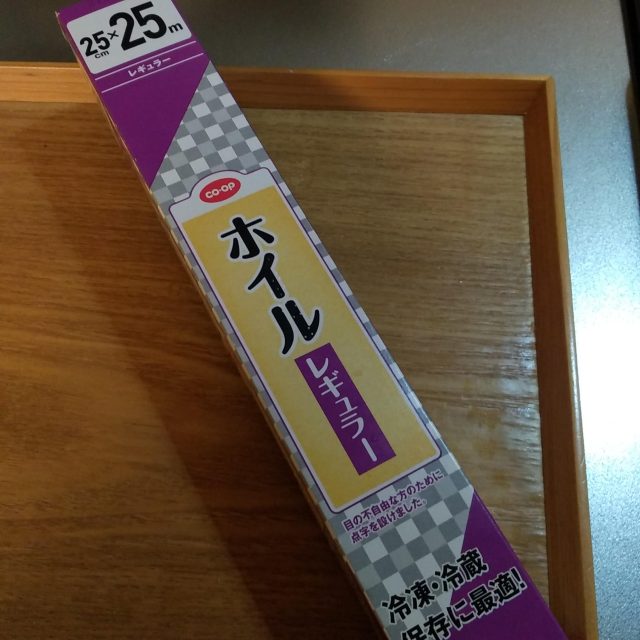 25cm×25m
レギュラー
CO-OP
ホイル
レギュラー
目の不自由な方のために
点字を設けました。
冷凍・冷蔵
保存に最適!